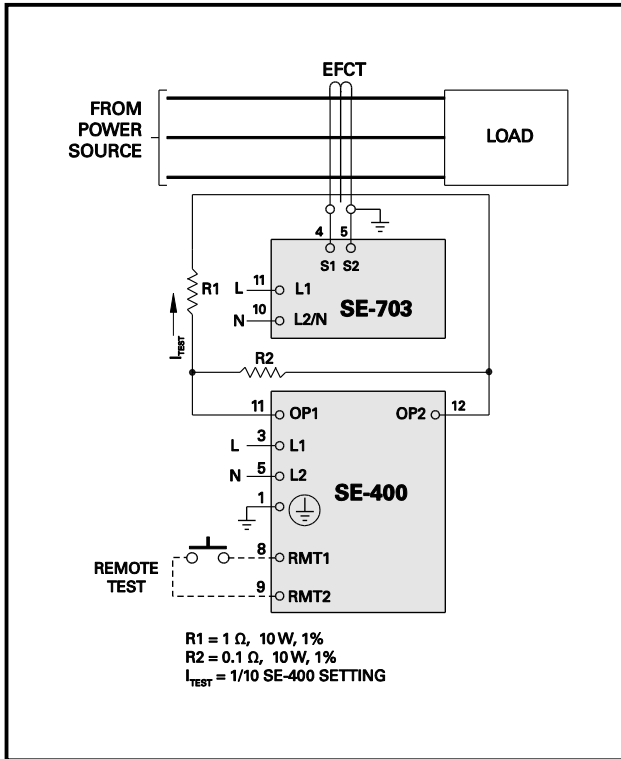 EFCT
FROM
POWER
SOURCE
LOAD
4 5
S1 S2
R1
L 11 L1
SE-703
N 10 L2/N
I TEST
R2
11 OP1 OP2 12
L 3 L1
N 5 L2
SE-400
1
REMOTE
TEST
8 RMT1
9 RMT2
R1 = 1 Ω, 10 W, 1%
R2 = 0.1 Ω, 10 W, 1%
I TEST = 1/10 SE-400 SETTING